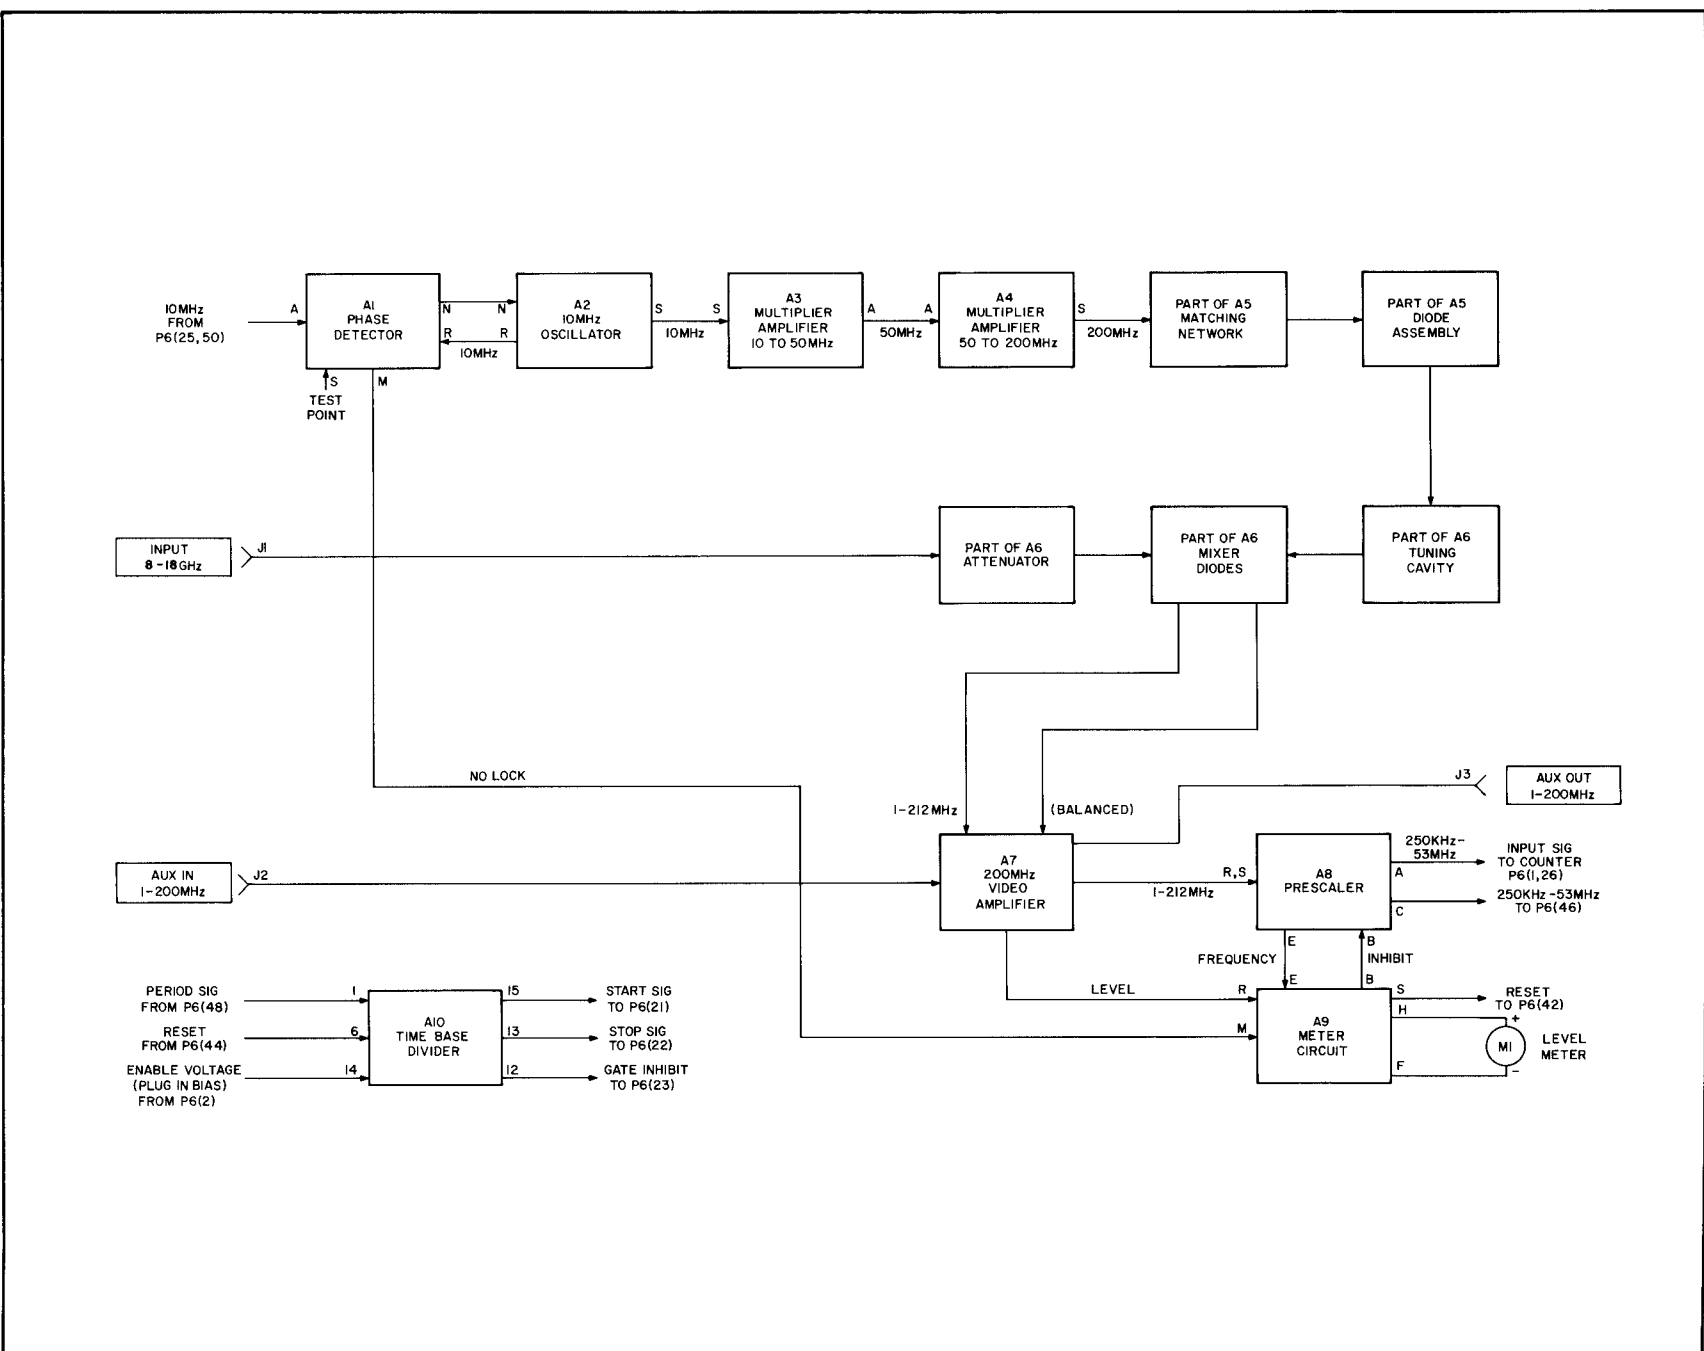 10MHz
FROM
P6(25,50)
A
A1
PHASE
DETECTOR
N
N
R
R
10MHz
S
TEST
POINT
M
A2
10MHz
OSCILLATOR
S
S
10MHz
A3
MULTIPLIER
AMPLIFIER
10 TO 50MHz
A
A
50MHz
A4
MULTIPLIER
AMPLIFIER
50 TO 200MHz
S
200MHz
PART OF A5
MATCHING
NETWORK
PART OF A5
DIODE
ASSEMBLY
INPUT
8-18GHz
J1
PART OF A6
ATTENUATOR
PART OF A6
MIXER
DIODES
PART OF A6
TUNING
CAVITY
NO LOCK
1-212MHz
(BALANCED)
J3
AUX OUT
1-200MHz
AUX IN
1-200MHz
J2
A7
200MHz
VIDEO
AMPLIFIER
R,S
1-212MHz
A8
PRESCALER
250KHz-
53MHz
A
INPUT SIG
TO COUNTER
P6(1,26)
C
250KHz-53MHz
TO P6(46)
E
B
FREQUENCY
INHIBIT
E
B
LEVEL
R
M
A9
METER
CIRCUIT
S
RESET
TO P6(42)
H
+
M1
LEVEL
METER
F
-
PERIOD SIG
FROM P6(48)
1
RESET
FROM P6(44)
6
ENABLE VOLTAGE
(PLUG IN BIAS)
FROM P6(2)
14
A10
TIME BASE
DIVIDER
15
START SIG
TO P6(21)
13
STOP SIG
TO P6(22)
12
GATE INHIBIT
TO P6(23)